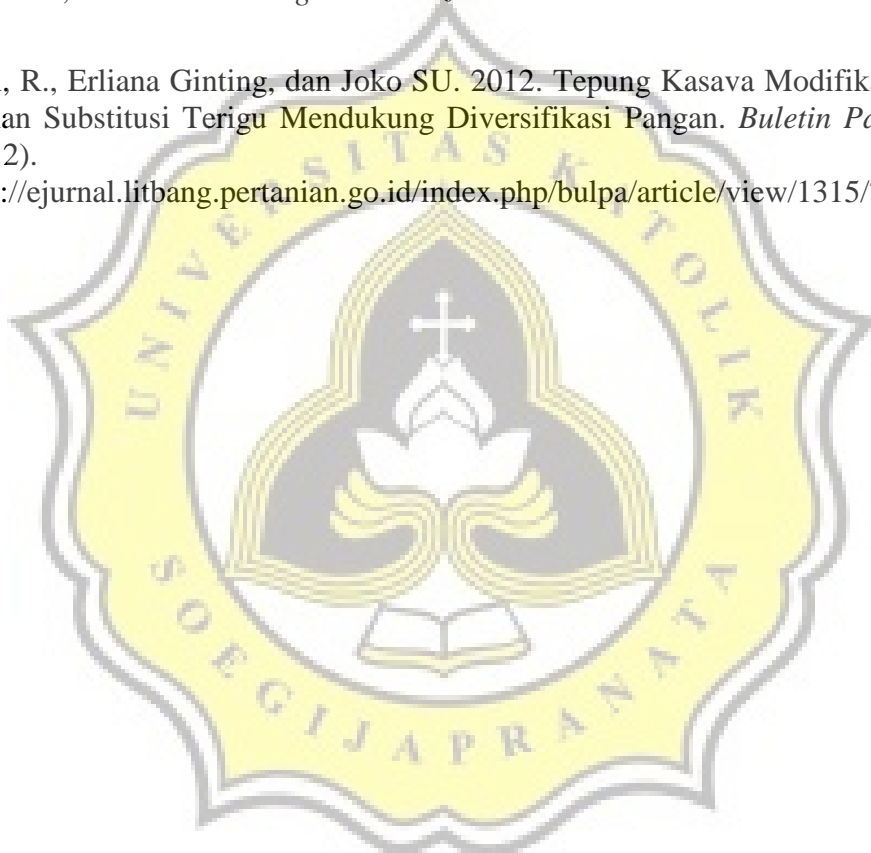 R., Erliana Ginting, dan Joko SU. 2012. Tepung Kasava Modifik
an Substitusi Terigu Mendukung Diversifikasi Pangan. Buletin Pa
2).
://ejurnal.litbang.pertanian.go.id/index.php/bulpa/article/view/1315/
UNIVERSITAS KATOLIK
SOEGIJAPRANATA